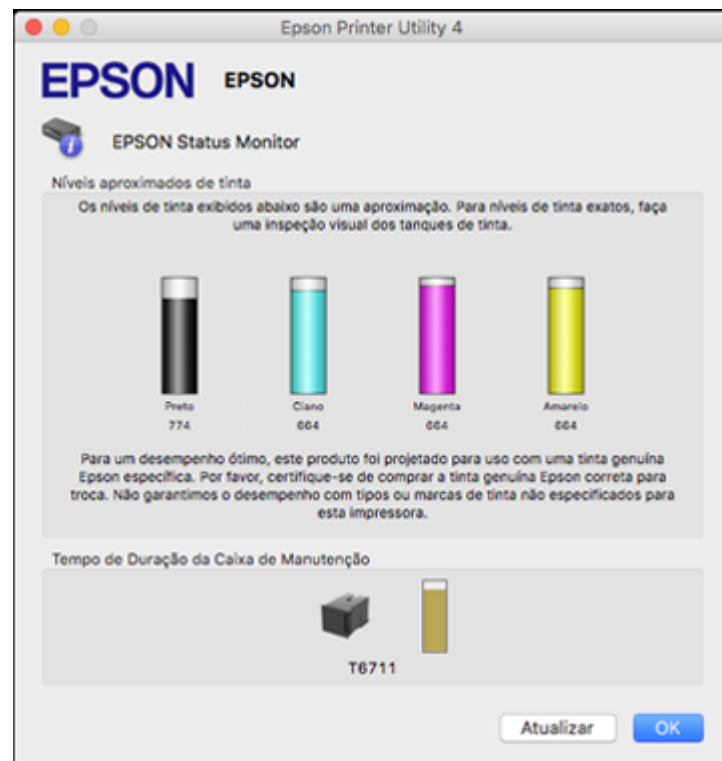 Epson Printer Utility 4
EPSON EPSON
EPSON Status Monitor
Níveis aproximados de tinta
Os níveis de tinta exibidos abaixo são uma aproximação. Para níveis de tinta exatos, faça
uma inspeção visual dos tanques de tinta.
Preto Ciano Magenta Amarelo
774 664 664 664
Para um desempenho ótimo, este produto foi projetado para uso com uma tinta genuína
Epson específica. Por favor, certifique-se de comprar a tinta genuína Epson correta para
troca. Não garantimos o desempenho com tipos ou marcas de tinta não especificados para
esta impressora.
Tempo de Duração da Caixa de Manutenção
T6711
Atualizar OK